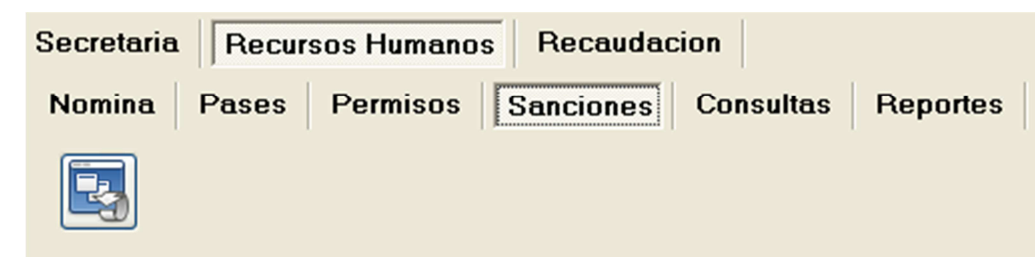 Secretaria Recursos Humanos Recaudacion
Nomina Pases Permisos Sanciones Consultas Reportes